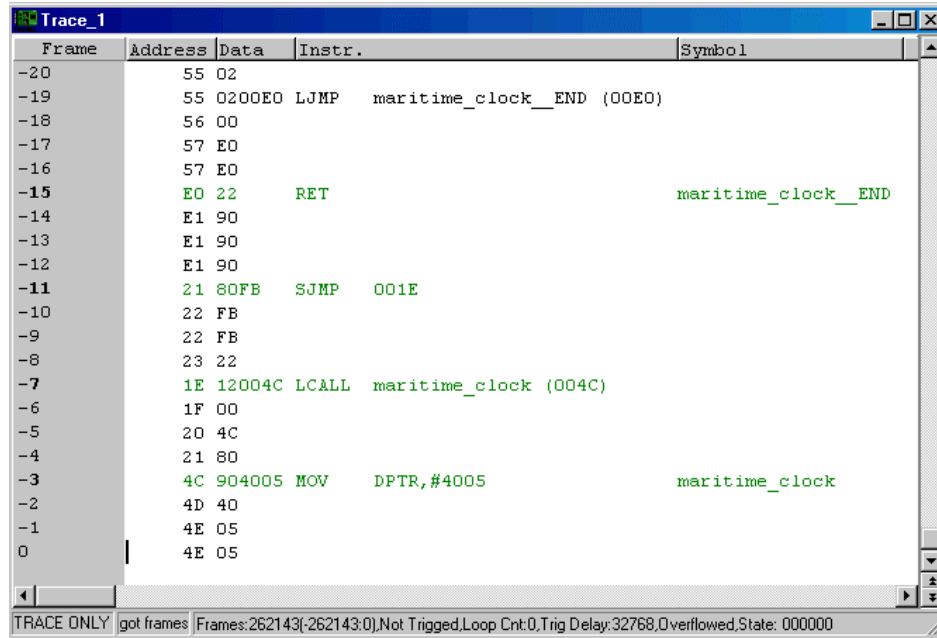 Trace_1
Frame Address Data Instr. Symbol
-20 55 02
-19 55 0200E0 LJMP maritime_clock__END (00E0)
-18 56 00
-17 57 E0
-16 57 E0
-15 E0 22 RET maritime_clock__END
-14 E1 90
-13 E1 90
-12 E1 90
-11 21 80FB SJMP 001E
-10 22 FB
-9 22 FB
-8 23 22
-7 1E 12004C LCALL maritime_clock (004C)
-6 1F 00
-5 20 4C
-4 21 80
-3 4C 904005 MOV DPTR,#4005 maritime_clock
-2 4D 40
-1 4E 05
0 4E 05
TRACE ONLY got frames Frames:262143(-262143:0),Not Trigged,Loop Cnt:0,Trig Delay:32768,Overflowed,State: 000000